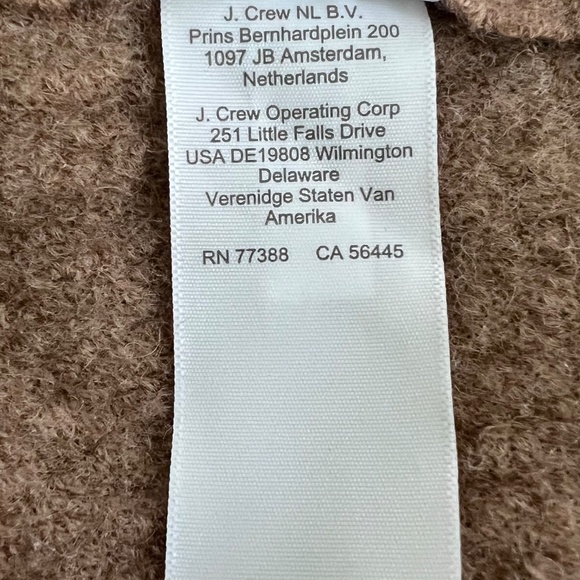 J. Crew NL B.V.
Prins Bernhardplein 200
1097 JB Amsterdam,
Netherlands
J. Crew Operating Corp
251 Little Falls Drive
USA DE19808 Wilmington
Delaware
Verenidge Staten Van
Amerika
RN 77388 CA 56445